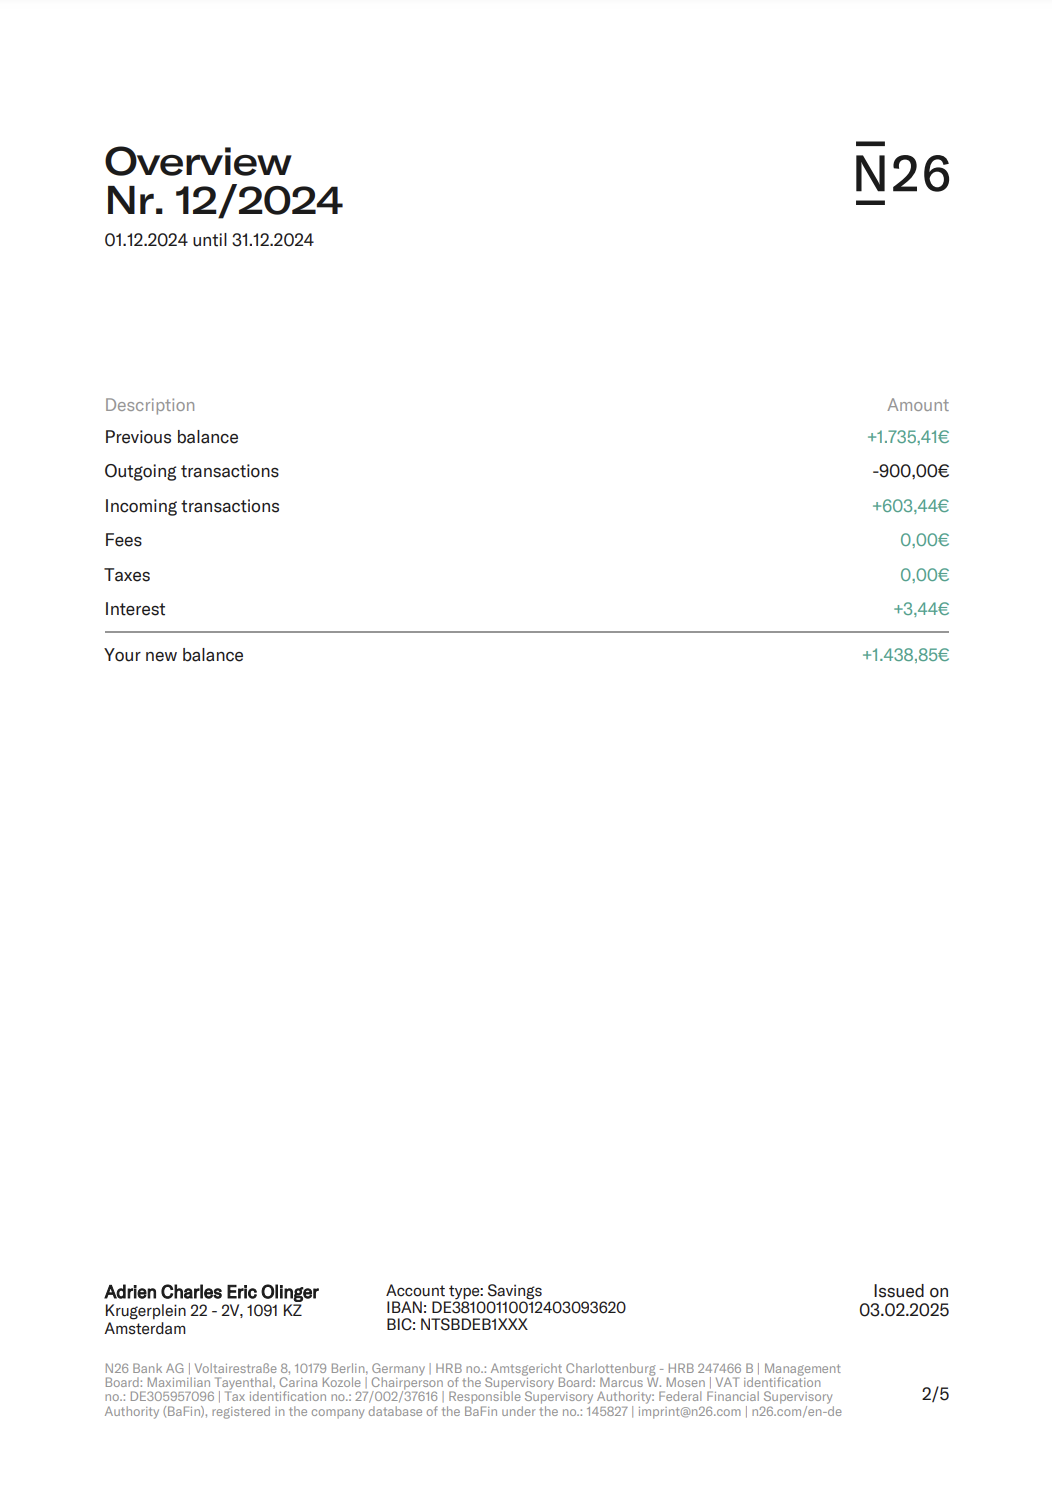 Overview
Nr. 12/2024
01.12.2024 until 31.12.2024
N26
Description Amount
Previous balance +1.735,41€
Outgoing transactions -900,00€
Incoming transactions +603,44€
Fees 0,00€
Taxes 0,00€
Interest +3,44€
Your new balance +1.438,85€
Adrien Charles Eric Olinger
Krugerplein 22 - 2V, 1091 KZ
Amsterdam
Account type: Savings
IBAN: DE38100110012403093620
BIC: NTSBDEB1XXX
Issued on
03.02.2025
N26 Bank AG | Voltairestraße 8, 10179 Berlin, Germany | HRB no.: Amtsgericht Charlottenburg - HRB 247466 B | Management
Board: Maximilian Tayenthal, Carina Kozole | Chairperson of the Supervisory Board: Marcus W. Mosen | VAT identification
no.: DE305957096 | Tax identification no.: 27/002/37616 | Responsible Supervisory Authority: Federal Financial Supervisory
Authority (BaFin), registered in the company database of the BaFin under the no.: 145827 | imprint@n26.com | n26.com/en-de
2/5